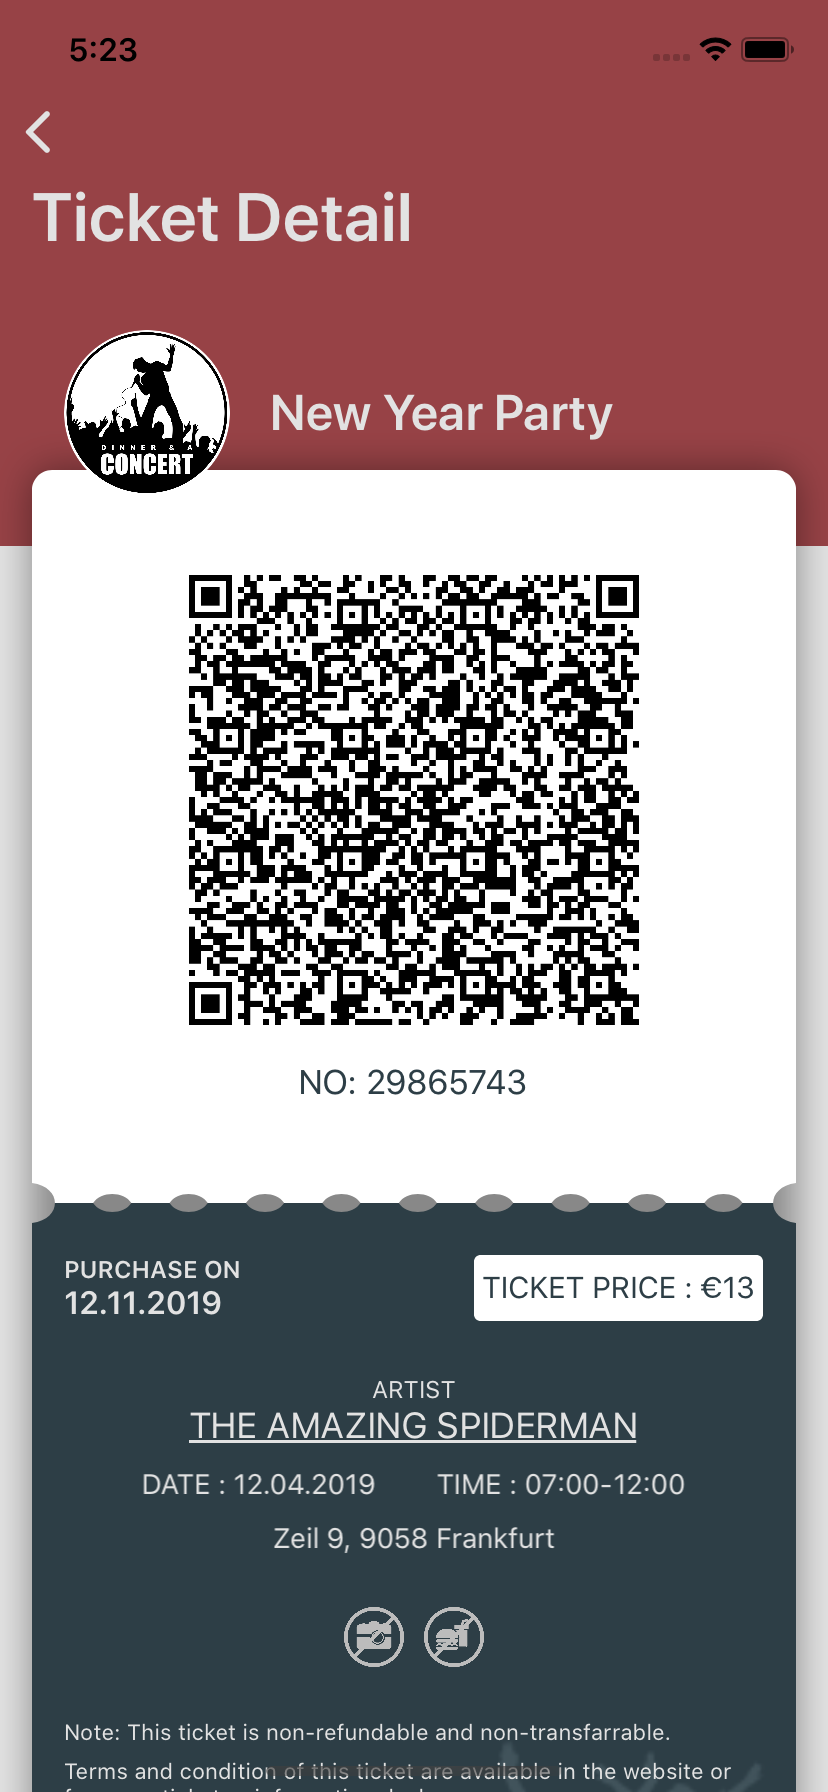 5:23
Ticket Detail
New Year Party
DINNER & A
CONCERT
NO: 29865743
PURCHASE ON
12.11.2019
TICKET PRICE : €13
ARTIST
THE AMAZING SPIDERMAN
DATE : 12.04.2019 TIME : 07:00-12:00
Zeil 9, 9058 Frankfurt
Note: This ticket is non-refundable and non-transfarrable.
Terms and condition of this ticket are available in the website or